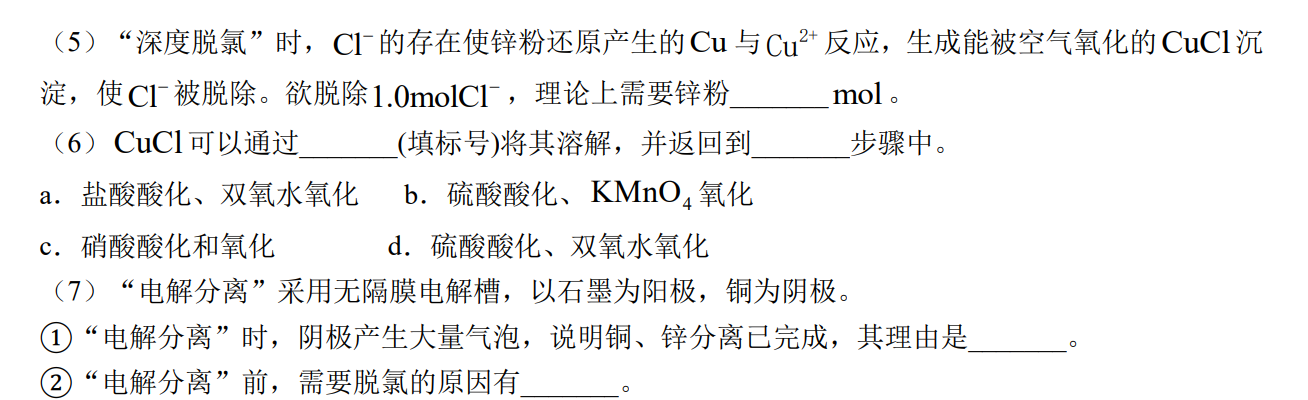 （5）“深度脱氯”时，Cl⁻的存在使锌粉还原产生的Cu与Cu²⁺反应，生成能被空气氧化的CuCl沉
淀，使Cl⁻被脱除。欲脱除1.0molCl⁻，理论上需要锌粉_______mol。
（6）CuCl可以通过_______(填标号)将其溶解，并返回到_______步骤中。
a．盐酸酸化、双氧水氧化 b．硫酸酸化、KMnO₄氧化
c．硝酸酸化和氧化 d．硫酸酸化、双氧水氧化
（7）“电解分离”采用无隔膜电解槽，以石墨为阳极，铜为阴极。
①“电解分离”时，阴极产生大量气泡，说明铜、锌分离已完成，其理由是_______。
②“电解分离”前，需要脱氯的原因有_______。